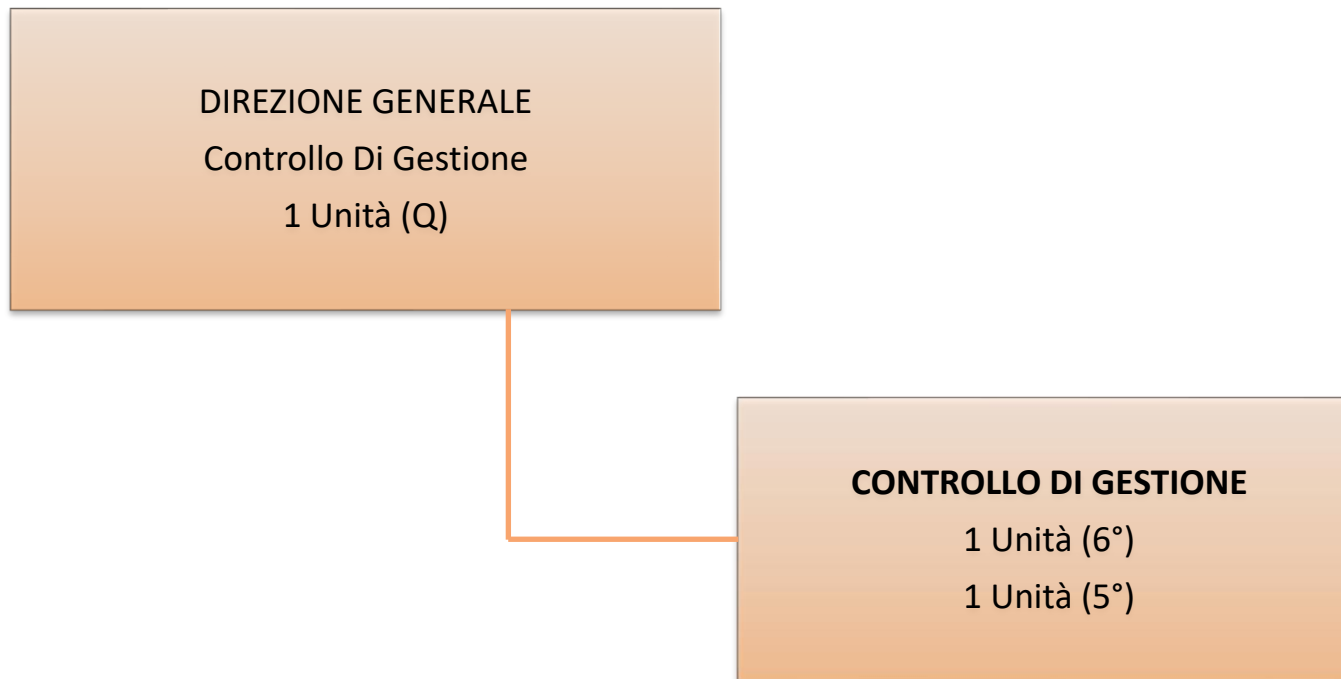 DIREZIONE GENERALE
Controllo Di Gestione
1 Unità (Q)
CONTROLLO DI GESTIONE
1 Unità (6°)
1 Unità (5°)